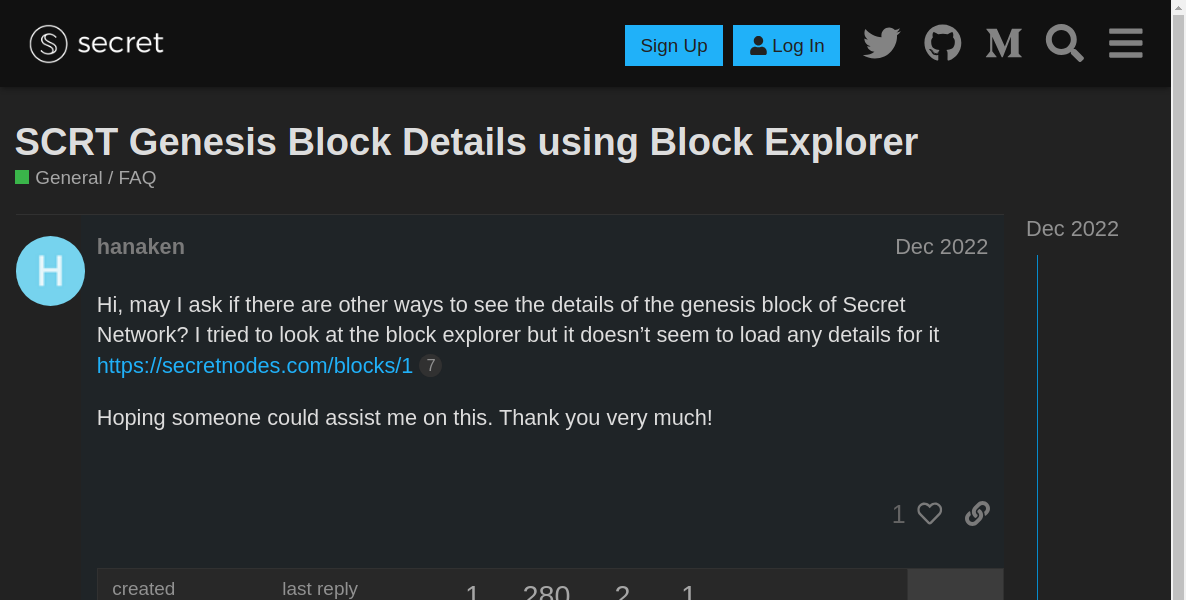 secret
Sign Up
Log In
SCRT Genesis Block Details using Block Explorer
General / FAQ
H
hanaken
Dec 2022
Dec 2022
Hi, may I ask if there are other ways to see the details of the genesis block of Secret
Network? I tried to look at the block explorer but it doesn’t seem to load any details for it
https://secretnodes.com/blocks/1 7
Hoping someone could assist me on this. Thank you very much!
1
created
last reply
1
280
2
1